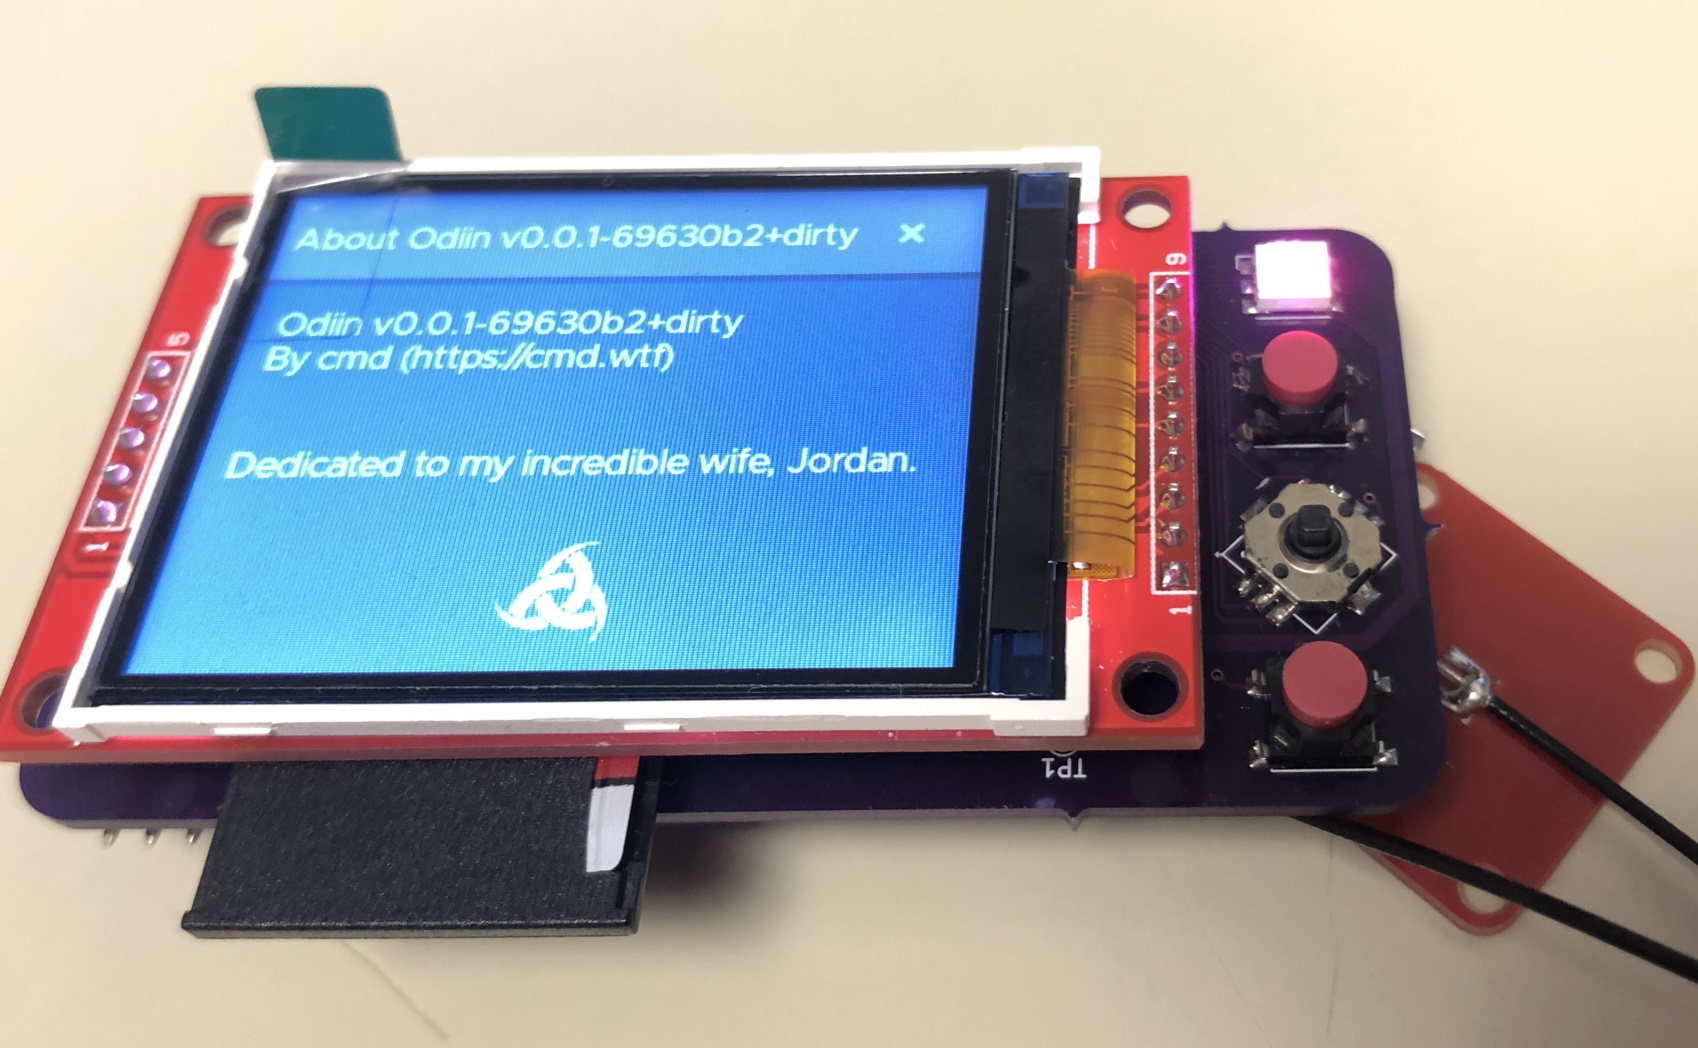 About Odiin v0.0.1-69630b2+dirty ×
Odiin v0.0.1-69630b2+dirty
By cmd (https://cmd.wtf)
Dedicated to my incredible wife, Jordan.
5
1
9
1
TP1